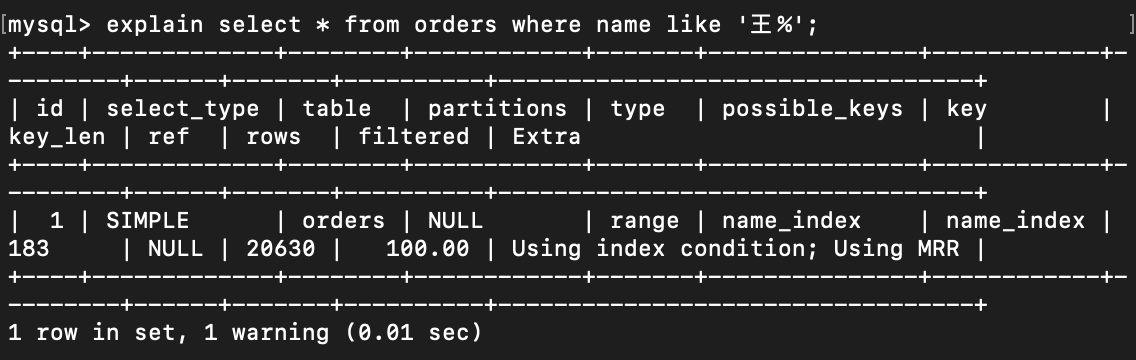 [mysql> explain select * from orders where name like '王%';                      ]
+----+-------------+--------+------------+-------+---------------+------------+-
--------+------+-------+----------+----------------------------------+
| id | select_type | table  | partitions | type  | possible_keys | key        |
key_len | ref  | rows  | filtered | Extra                            |
+----+-------------+--------+------------+-------+---------------+------------+-
--------+------+-------+----------+----------------------------------+
|  1 | SIMPLE      | orders | NULL       | range | name_index    | name_index |
183     | NULL | 20630 |   100.00 | Using index condition; Using MRR |
+----+-------------+--------+------------+-------+---------------+------------+-
--------+------+-------+----------+----------------------------------+
1 row in set, 1 warning (0.01 sec)